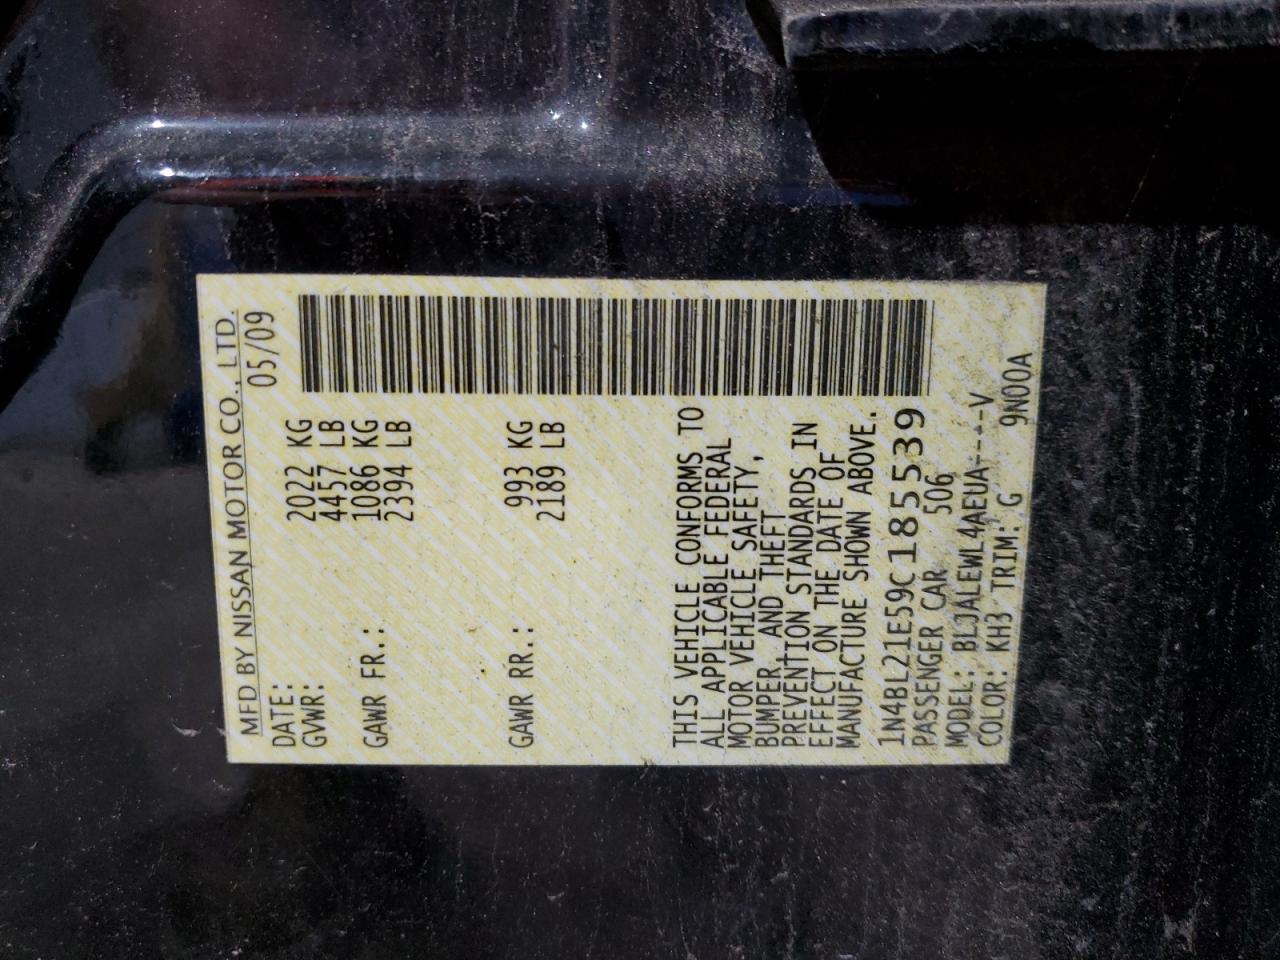 MFD BY NISSAN MOTOR CO., LTD.
DATE: 05/09
GVWR: 2022 KG
4457 LB
GAWR FR.: 1086 KG
2394 LB
GAWR RR.: 993 KG
2189 LB
THIS VEHICLE CONFORMS TO
ALL APPLICABLE FEDERAL
MOTOR VEHICLE SAFETY,
BUMPER, AND THEFT
PREVENTION STANDARDS IN
EFFECT ON THE DATE OF
MANUFACTURE SHOWN ABOVE.
1N4BL21E59C185539
PASSENGER CAR 506
MODEL: BLJALEWL4AEUA----V
COLOR: KH3 TRIM: G 9N00A